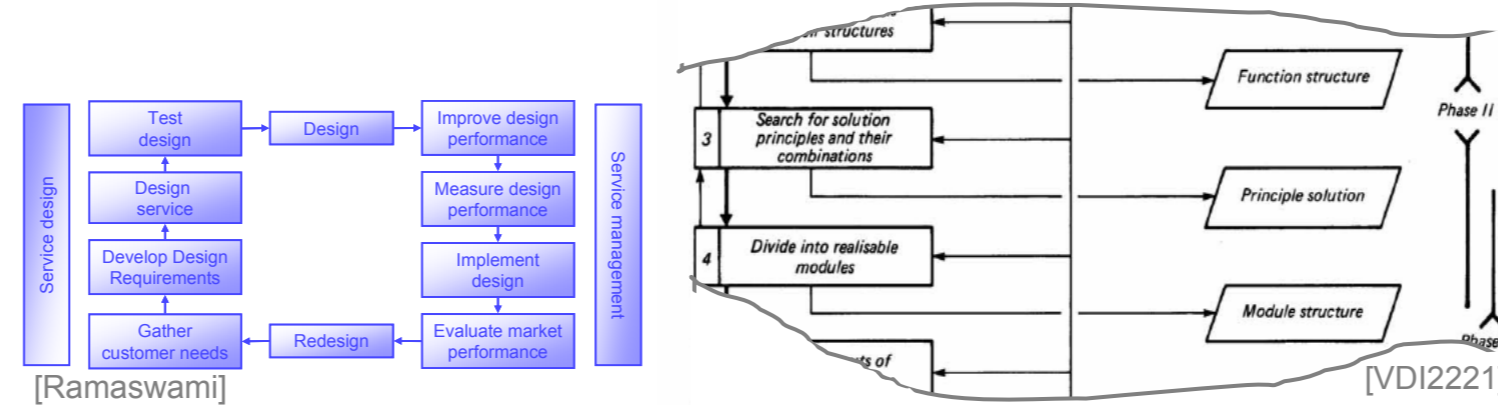 Service design
Test
design
Design
service
Develop Design
Requirements
Gather
customer needs
Design
Redesign
Improve design
performance
Measure design
performance
Implement
design
Evaluate market
performance
Service management
[Ramaswami]
structures
Function structure
Phase II
3
Search for solution
principles and their
combinations
Principle solution
4
Divide into realisable
modules
Module structure
Phase
of
[VDI2221]